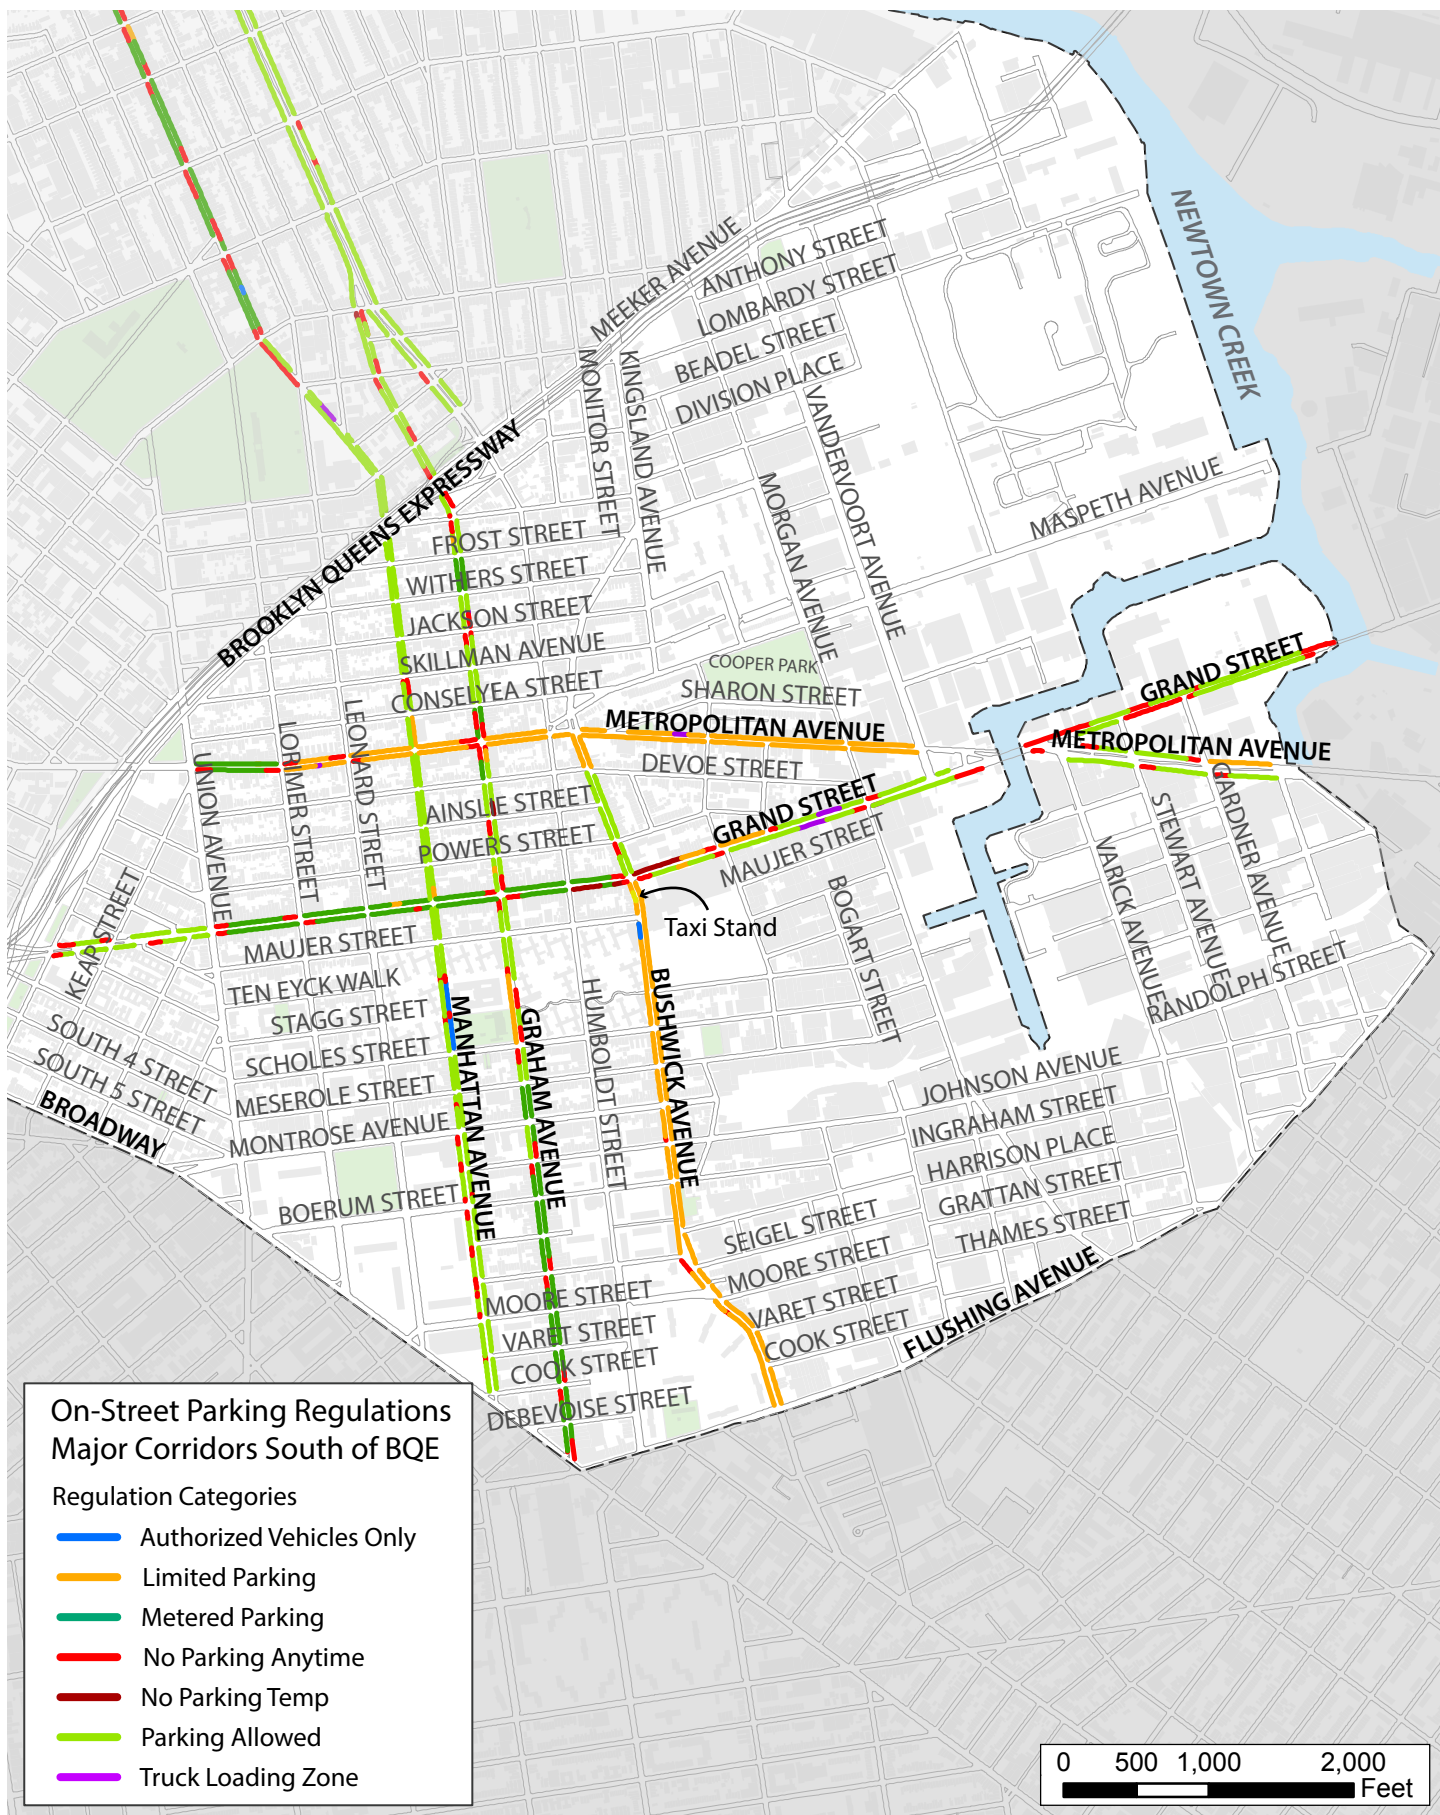 NEWTOWN CREEK
MEEKER AVENUE
ANTHONY STREET
LOMBARDY STREET
BEADEL STREET
DIVISION PLACE
MONITOR STREET
KINGSLAND AVENUE
VANDERVOORT AVENUE
MORGAN AVENUE
MASPETH AVENUE
BROOKLYN QUEENS EXPRESSWAY
FROST STREET
WITHERS STREET
JACKSON STREET
SKILLMAN AVENUE
CONSELYEA STREET
COOPER PARK
SHARON STREET
METROPOLITAN AVENUE
DEVOE STREET
GRAND STREET
METROPOLITAN AVENUE
UNION AVENUE
LORIMER STREET
LEONARD STREET
AINSLIE STREET
POWERS STREET
GRAND STREET
MAUJER STREET
GARDNER AVENUE
STEWART AVENUE
VARICK AVENUE
BOGART STREET
Taxi Stand
KEAP STREET
MAUJER STREET
TEN EYCK WALK
STAGG STREET
SCHOLES STREET
MESEROLE STREET
MONTROSE AVENUE
BOERUM STREET
SOUTH 4 STREET
SOUTH 5 STREET
BROADWAY
MANHATTAN AVENUE
GRAHAM AVENUE
HUMBOLDT STREET
BUSHWICK AVENUE
RANDOLPH STREET
JOHNSON AVENUE
INGRAHAM STREET
HARRISON PLACE
GRATTAN STREET
THAMES STREET
SEIGEL STREET
MOORE STREET
VARET STREET
COOK STREET
FLUSHING AVENUE
MOORE STREET
VARET STREET
COOK STREET
DEBEVOISE STREET
On-Street Parking Regulations
Major Corridors South of BQE
Regulation Categories
Authorized Vehicles Only
Limited Parking
Metered Parking
No Parking Anytime
No Parking Temp
Parking Allowed
Truck Loading Zone
0 500 1,000 2,000
Feet